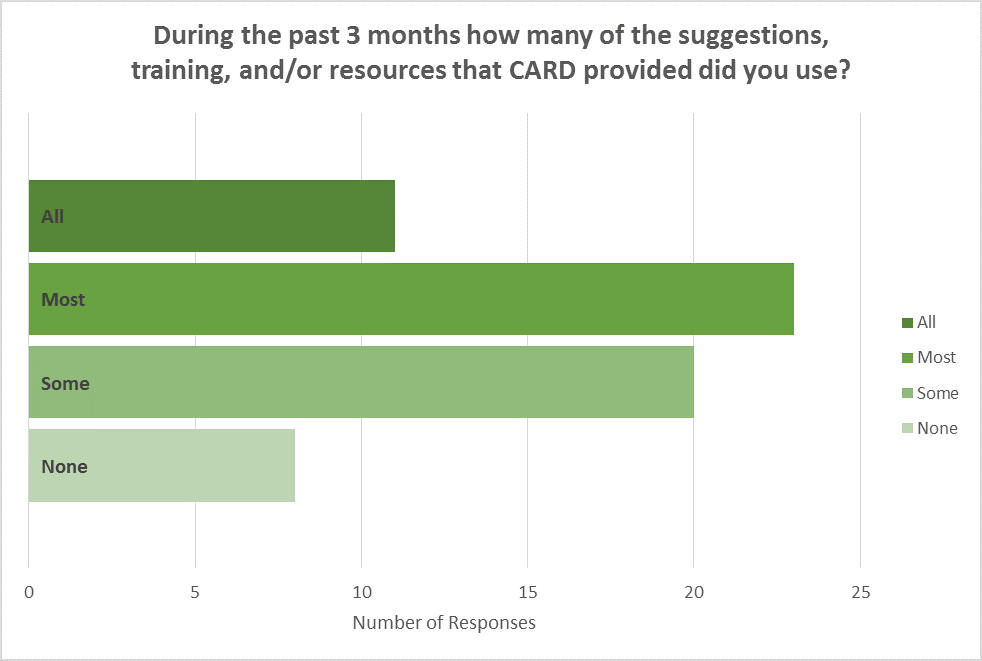 During the past 3 months how many of the suggestions,
training, and/or resources that CARD provided did you use?
All
Most
Some
None
All
Most
Some
None
0 5 10 15 20 25
Number of Responses